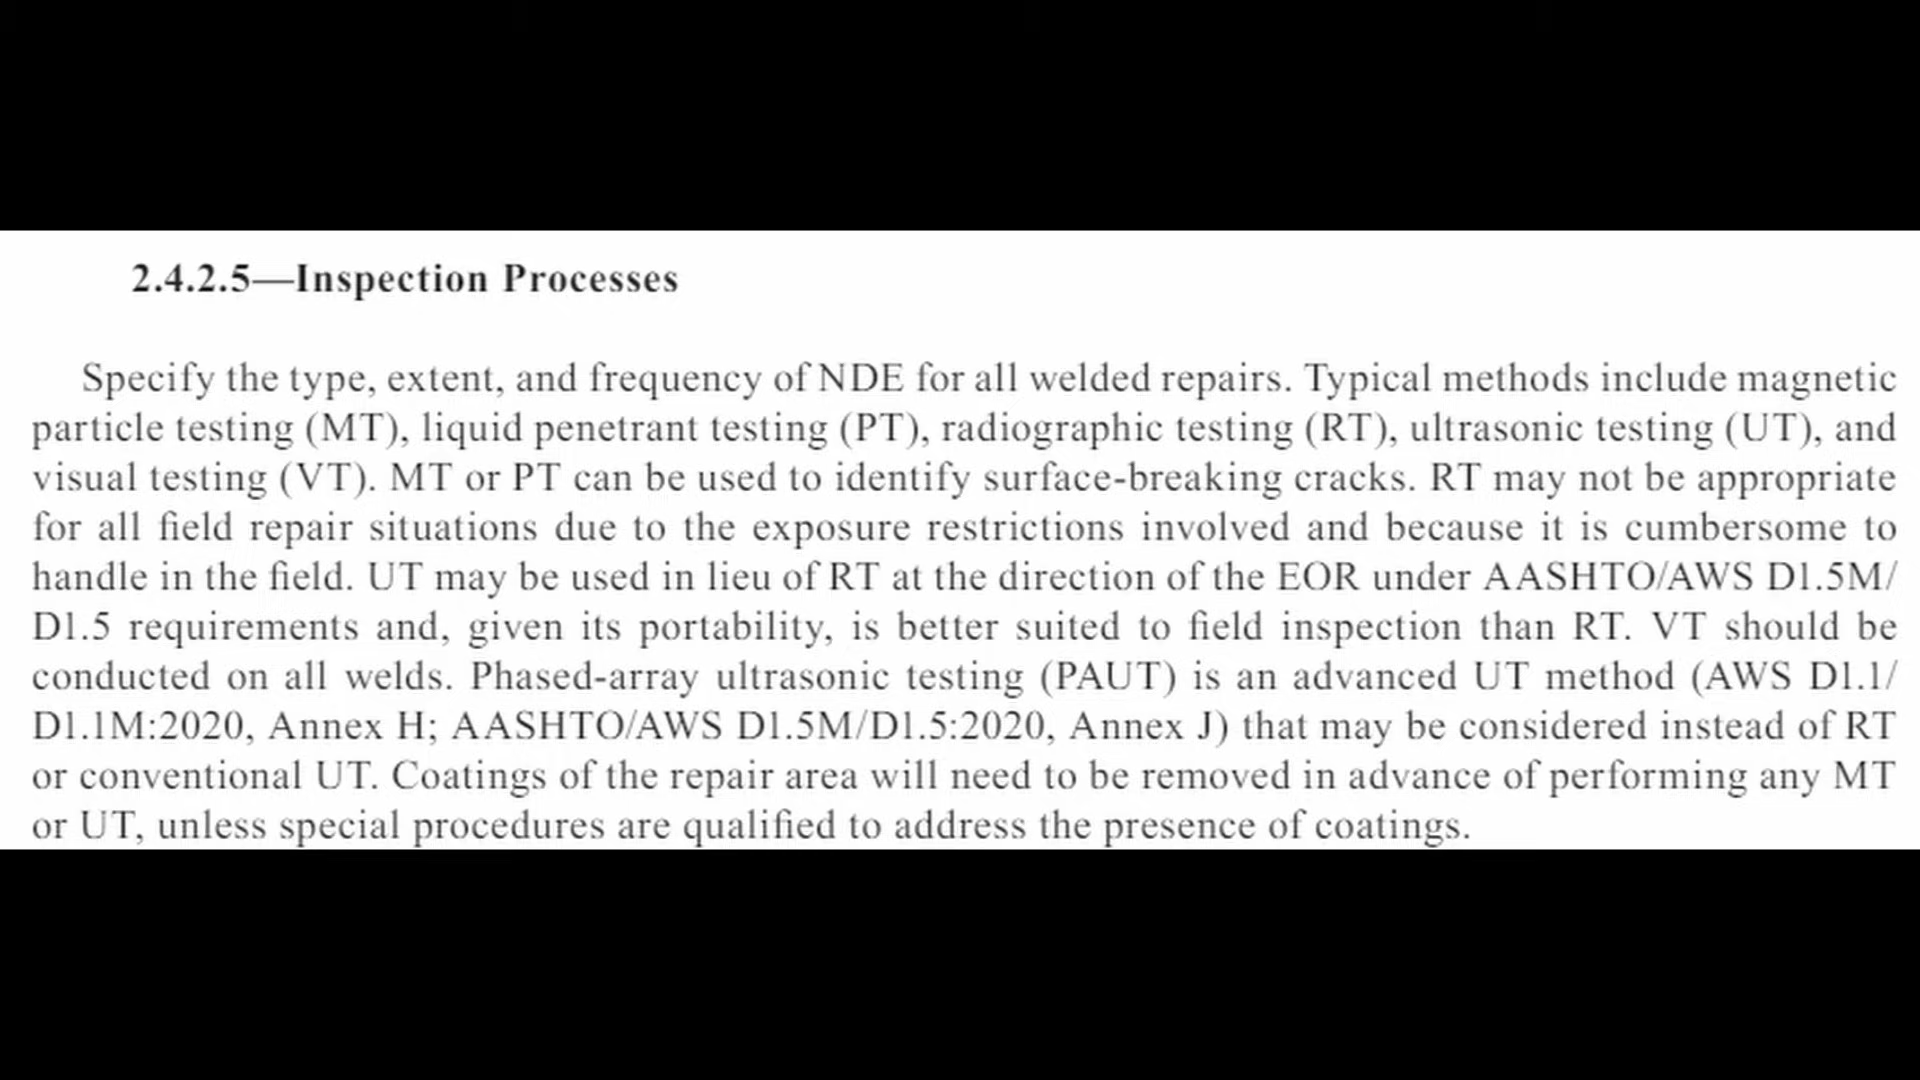 2.4.2.5—Inspection Processes
Specify the type, extent, and frequency of NDE for all welded repairs. Typical methods include magnetic
particle testing (MT), liquid penetrant testing (PT), radiographic testing (RT), ultrasonic testing (UT), and
visual testing (VT). MT or PT can be used to identify surface-breaking cracks. RT may not be appropriate
for all field repair situations due to the exposure restrictions involved and because it is cumbersome to
handle in the field. UT may be used in lieu of RT at the direction of the EOR under AASHTO/AWS D1.5M/
D1.5 requirements and, given its portability, is better suited to field inspection than RT. VT should be
conducted on all welds. Phased-array ultrasonic testing (PAUT) is an advanced UT method (AWS D1.1/
D1.1M:2020, Annex H; AASHTO/AWS D1.5M/D1.5:2020, Annex J) that may be considered instead of RT
or conventional UT. Coatings of the repair area will need to be removed in advance of performing any MT
or UT, unless special procedures are qualified to address the presence of coatings.